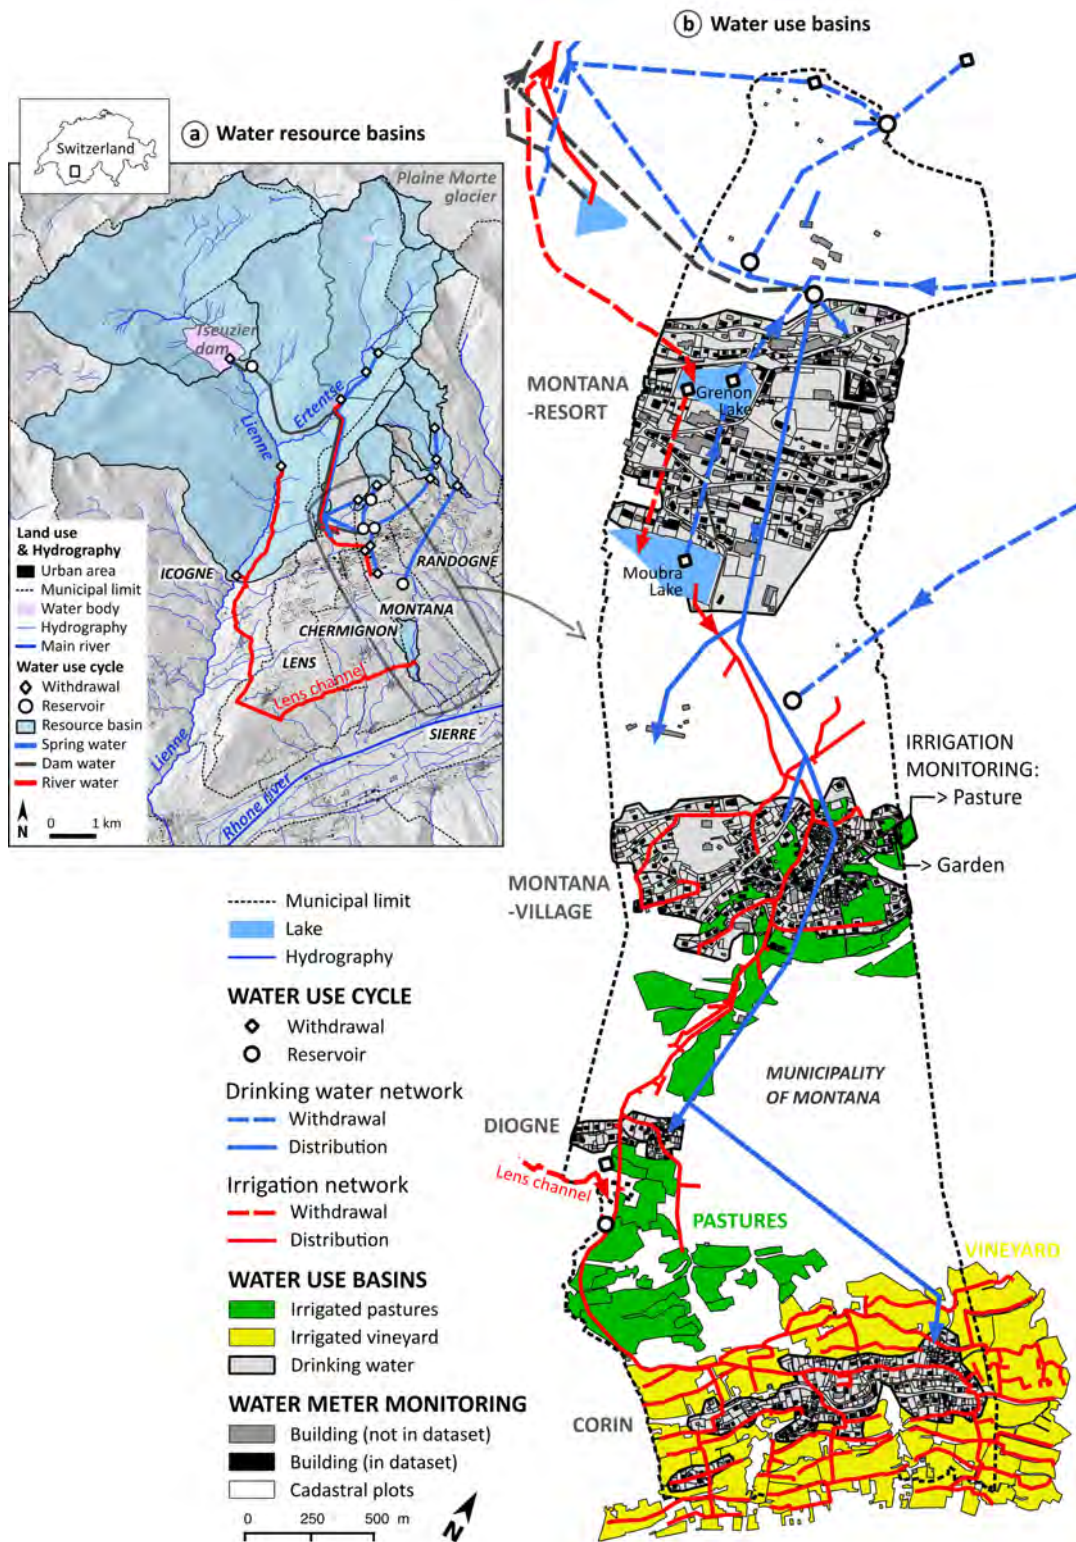 b Water use basins
Switzerland
a Water resource basins
Plaine Morte
glacier
Tseuzier
dam
Ertentse
Lienne
ICOGNE
RANDOGNE
MONTANA
CHERMIGNON
LENS
Lens channel
SIERRE
Lienne
Rhone river
Land use
& Hydrography
Urban area
Municipal limit
Water body
Hydrography
Main river
Water use cycle
Withdrawal
Reservoir
Resource basin
Spring water
Dam water
River water
N
0 1 km
MONTANA
-RESORT
Grenon
Lake
Moubra
Lake
IRRIGATION
MONITORING:
> Pasture
> Garden
MONTANA
-VILLAGE
MUNICIPALITY
OF MONTANA
DIOGNE
Lens channel
PASTURES
VINEYARD
CORIN
Municipal limit
Lake
Hydrography
WATER USE CYCLE
Withdrawal
Reservoir
Drinking water network
Withdrawal
Distribution
Irrigation network
Withdrawal
Distribution
WATER USE BASINS
Irrigated pastures
Irrigated vineyard
Drinking water
WATER METER MONITORING
Building (not in dataset)
Building (in dataset)
Cadastral plots
0 250 500 m
N